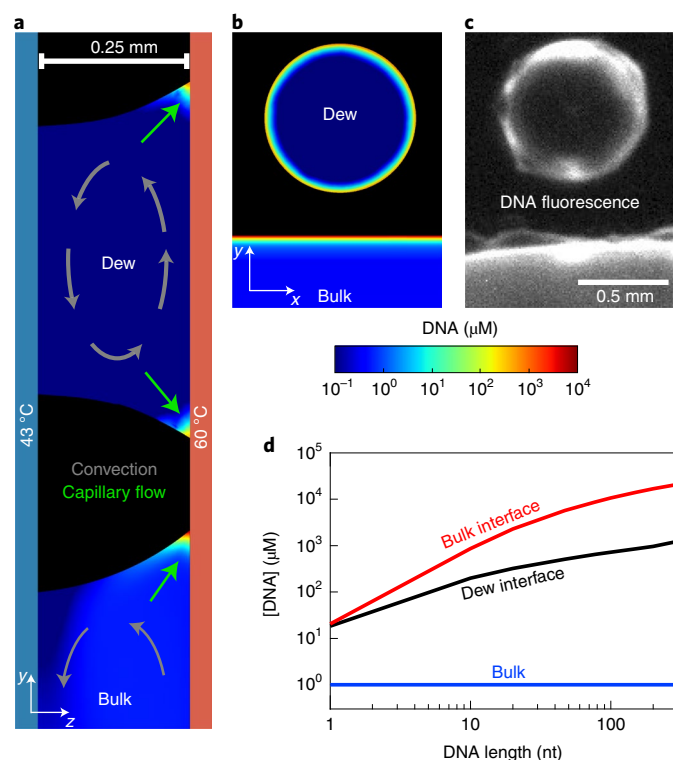 a
0.25 mm
Dew
Convection
Capillary flow
43 °C
60 °C
y
z
Bulk
b
Dew
y
x
Bulk
c
DNA fluorescence
0.5 mm
DNA (μM)
10⁻¹ 10⁰ 10¹ 10² 10³ 10⁴
d
[DNA] (μM)
10⁵
10⁴
10³
10²
10¹
10⁰
Bulk interface
Dew interface
Bulk
1 10 100
DNA length (nt)